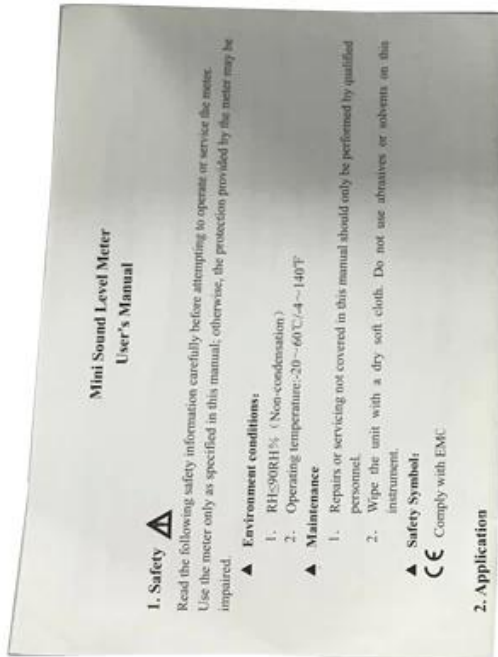 Mini Sound Level Meter
User's Manual
1. Safety
Read the following safety information carefully before attempting to operate or service the meter.
Use the meter only as specified in this manual; otherwise, the protection provided by the meter may be
impaired.
▲ Environment conditions:
1. RH≤90RH% (Non-condensation)
2. Operating temperature:-20～60℃/-4～140℉
▲ Maintenance
1. Repairs or servicing not covered in this manual should only be performed by qualified
personnel.
2. Wipe the unit with a dry soft cloth. Do not use abrasives or solvents on this
instrument.
▲ Safety Symbol:
CE Comply with EMC
2. Application